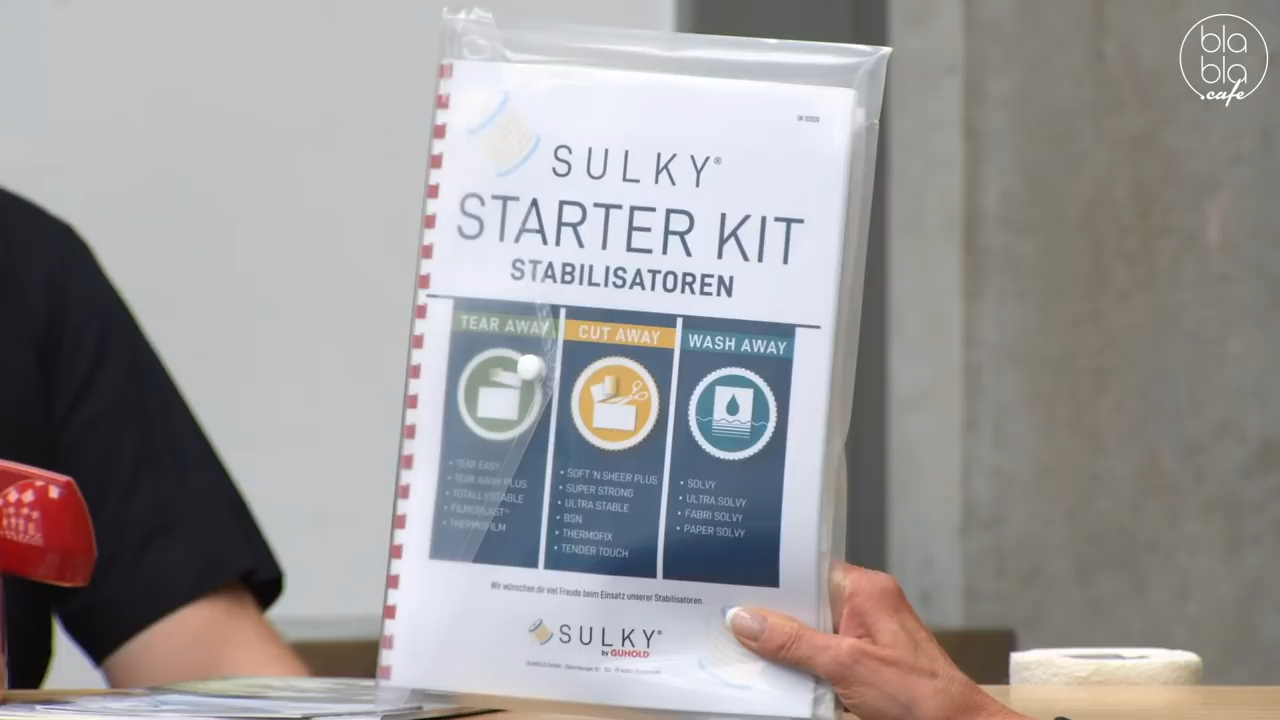 bla
bla
.cafe
SULKY®
STARTER KIT
STABILISATOREN
TEAR AWAY
• TEAR EASY
• TEAR AWAY PLUS
• TOTALLY STABLE
• FILMOPLAST®
• THERMOFILM
CUT AWAY
• SOFT 'N SHEER PLUS
• SUPER STRONG
• ULTRA STABLE
• BSN
• THERMOFIX
• TENDER TOUCH
WASH AWAY
• SOLVY
• ULTRA SOLVY
• FABRI SOLVY
• PAPER SOLVY
Wir wünschen dir viel Freude beim Einsatz unserer Stabilisatoren.
SULKY®
by GUNOLD